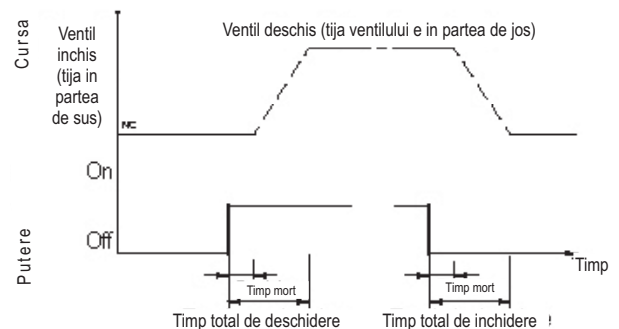 Cursa
Ventil
inchis
(tija in
partea
de sus)
Ventil deschis (tija ventilului e in partea de jos)
NC
On
Off
Putere
Timp
Timp mort
Timp mort
Timp total de deschidere
Timp total de inchidere